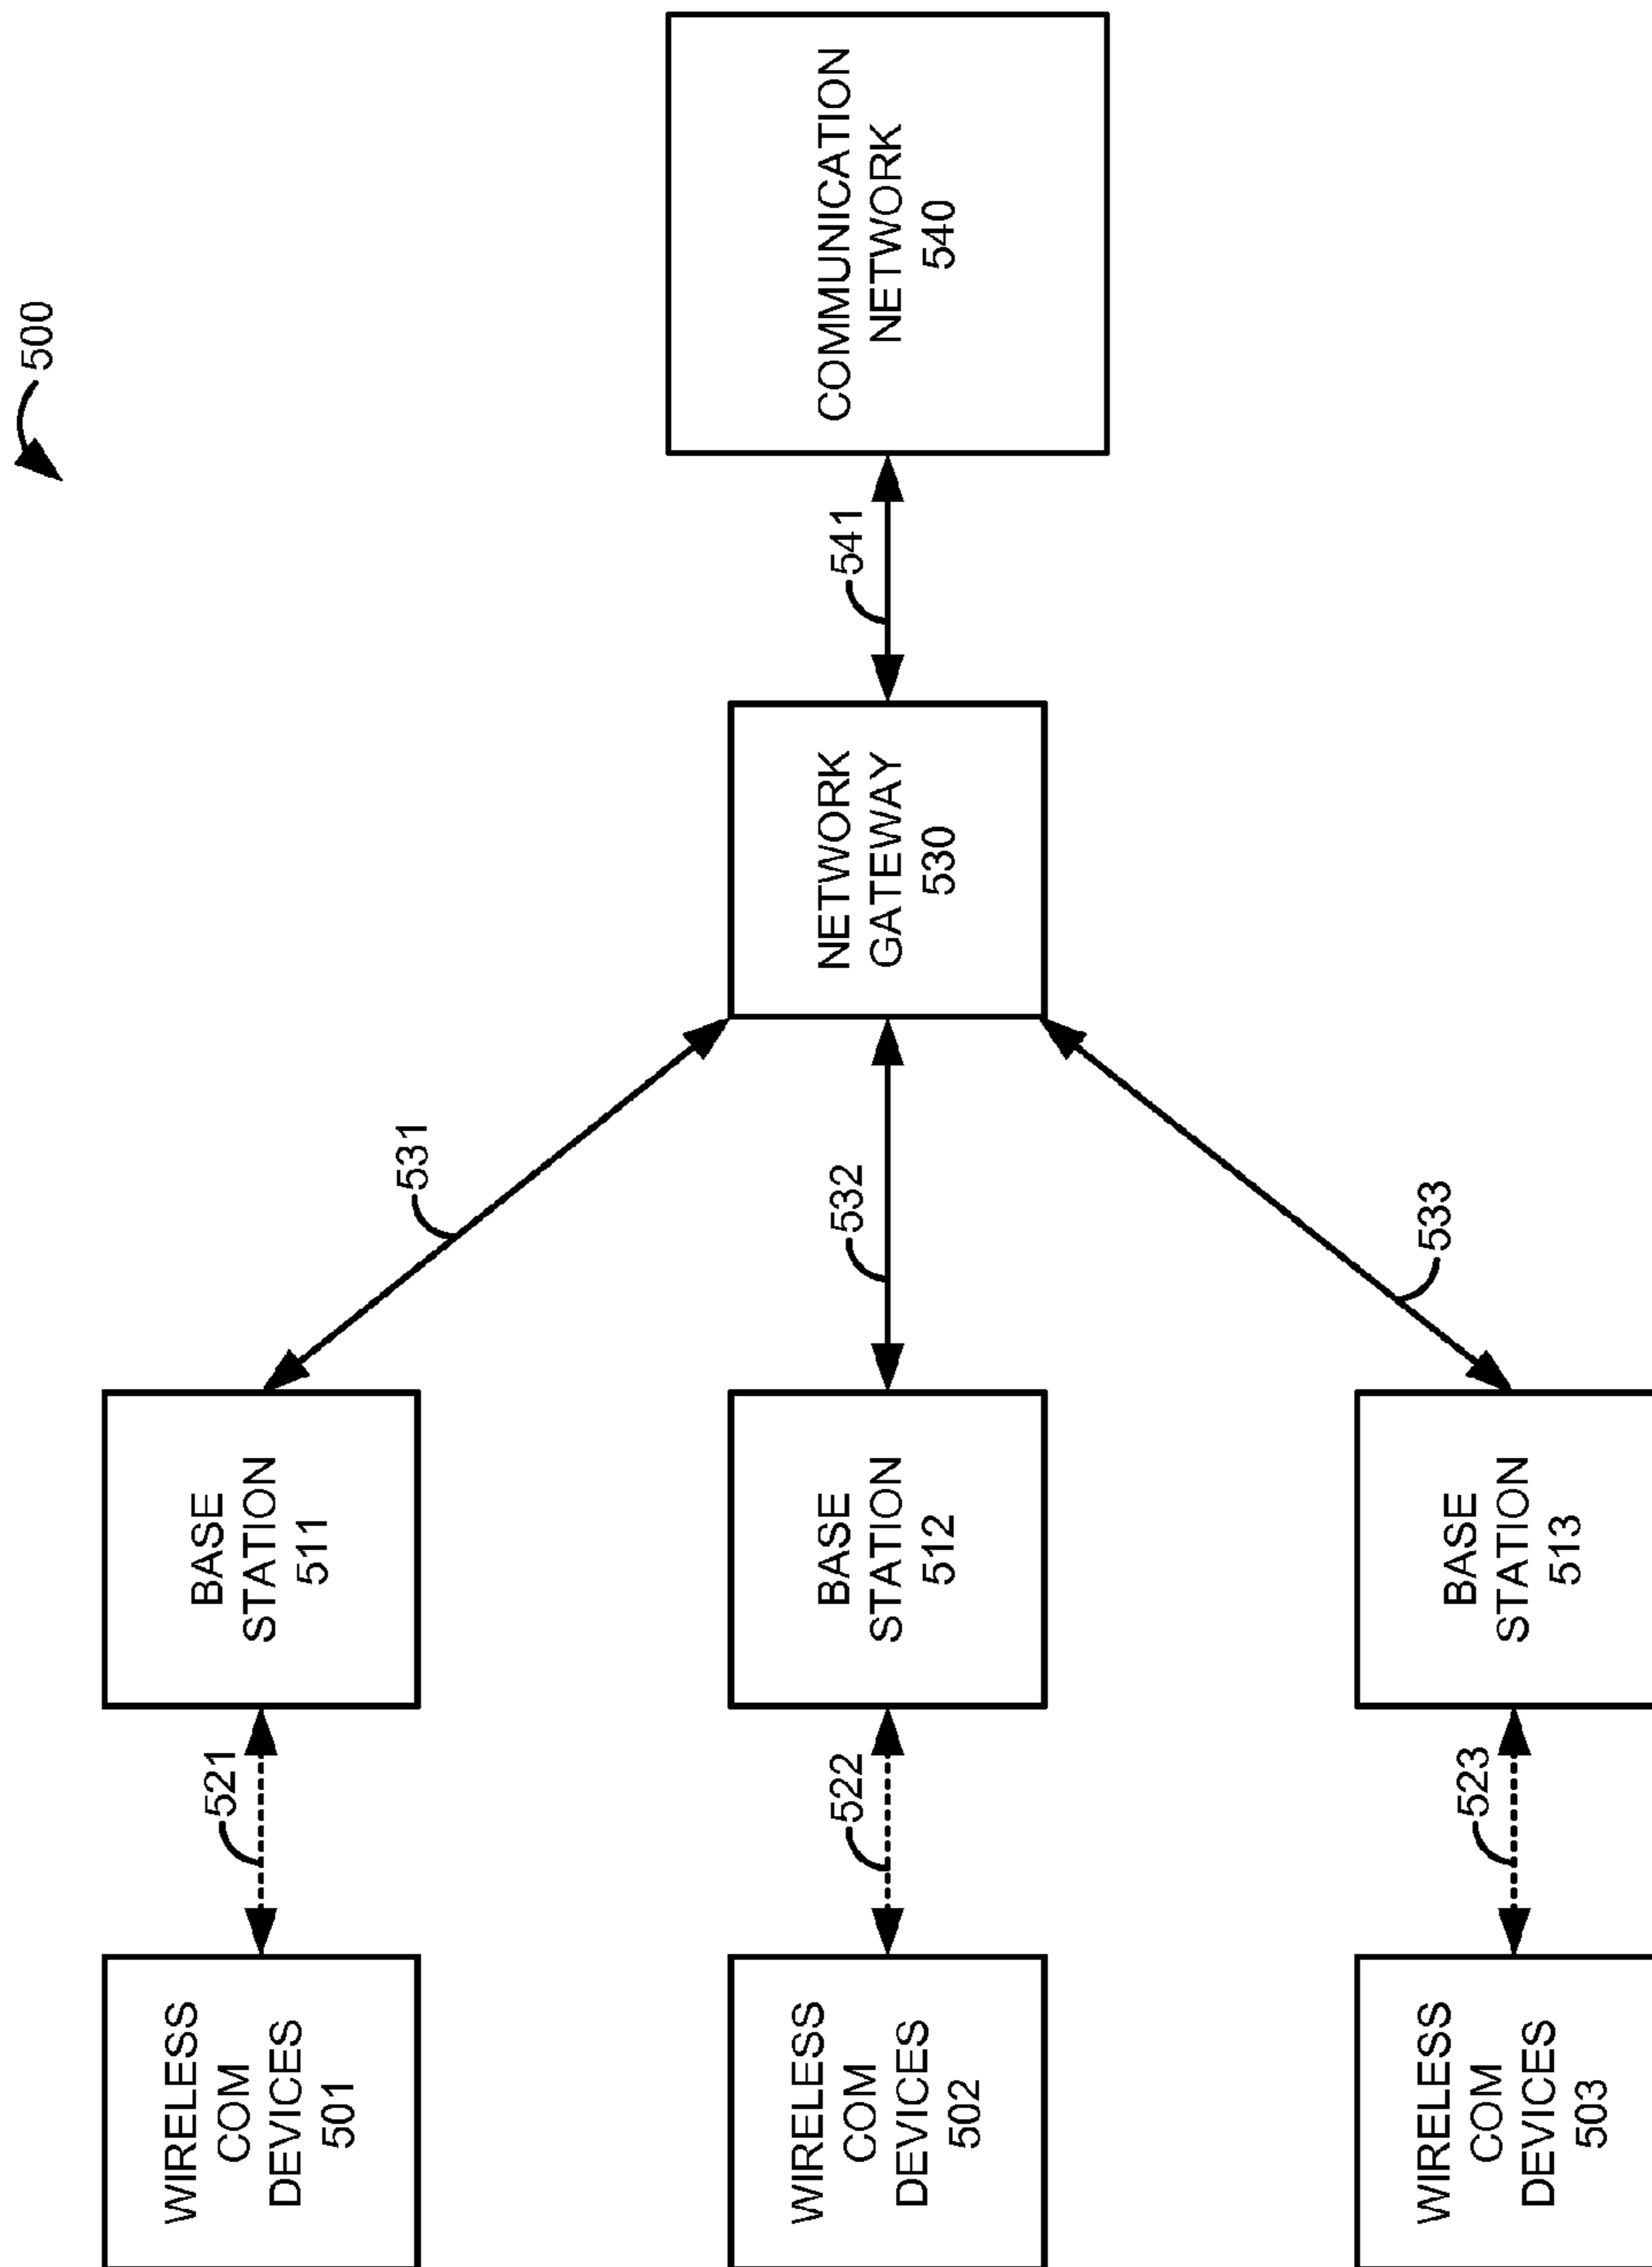 500
WIRELESS
COM
DEVICES
501
521
BASE
STATION
511
531
WIRELESS
COM
DEVICES
502
522
BASE
STATION
512
532
NETWORK
GATEWAY
530
541
COMMUNICATION
NETWORK
540
WIRELESS
COM
DEVICES
503
523
BASE
STATION
513
533